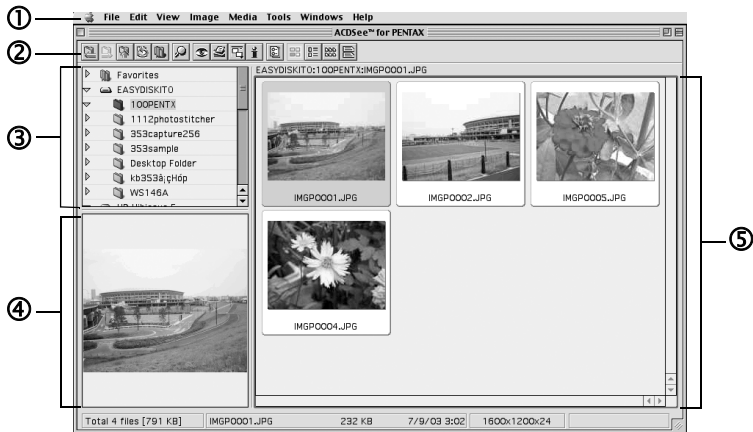 ①
File Edit View Image Media Tools Windows Help
ACDSee™ for PENTAX
②
EASYDISKIT0:100PENTX:IMGP0001.JPG
③
Favorites
EASYDISKIT0
100PENTX
1112photostitcher
353capture256
353sample
Desktop Folder
kb353â¡çHóp
WS146A
IMGP0001.JPG
IMGP0002.JPG
IMGP0005.JPG
④
⑤
IMGP0004.JPG
Total 4 files [791 KB] IMGP0001.JPG 232 KB 7/9/03 3:02 1600x1200x24